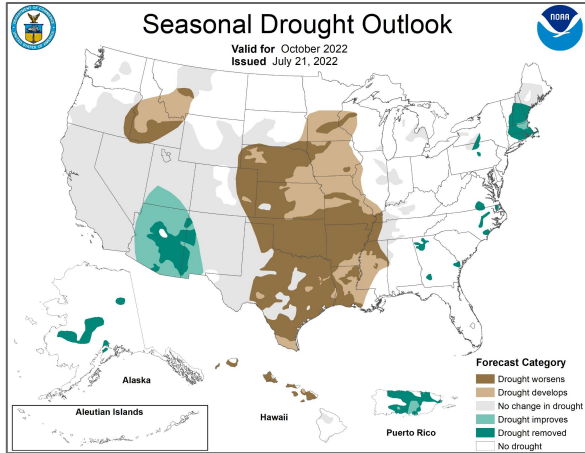 Seasonal Drought Outlook
Valid for October 2022
Issued July 21, 2022
NOAA
Alaska
Aleutian Islands
Hawaii
Puerto Rico
Forecast Category
Drought worsens
Drought develops
No change in drought
Drought improves
Drought removed
No drought